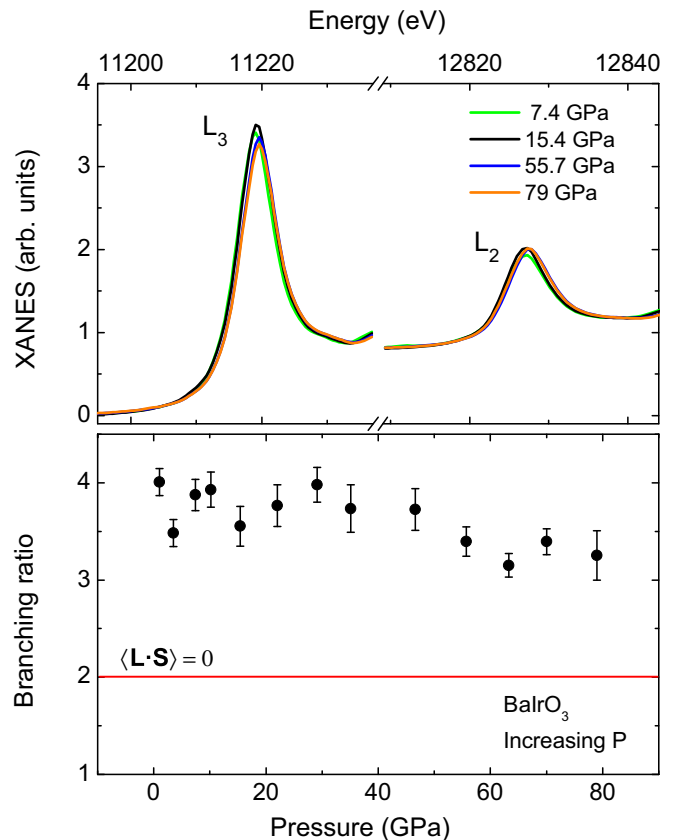 Energy (eV)
11200 11220 12820 12840
4
3
2
1
0
XANES (arb. units)
L₃
L₂
7.4 GPa
15.4 GPa
55.7 GPa
79 GPa
4
3
2
1
Branching ratio
⟨L·S⟩ = 0
BaIrO₃
Increasing P
0 20 40 60 80
Pressure (GPa)